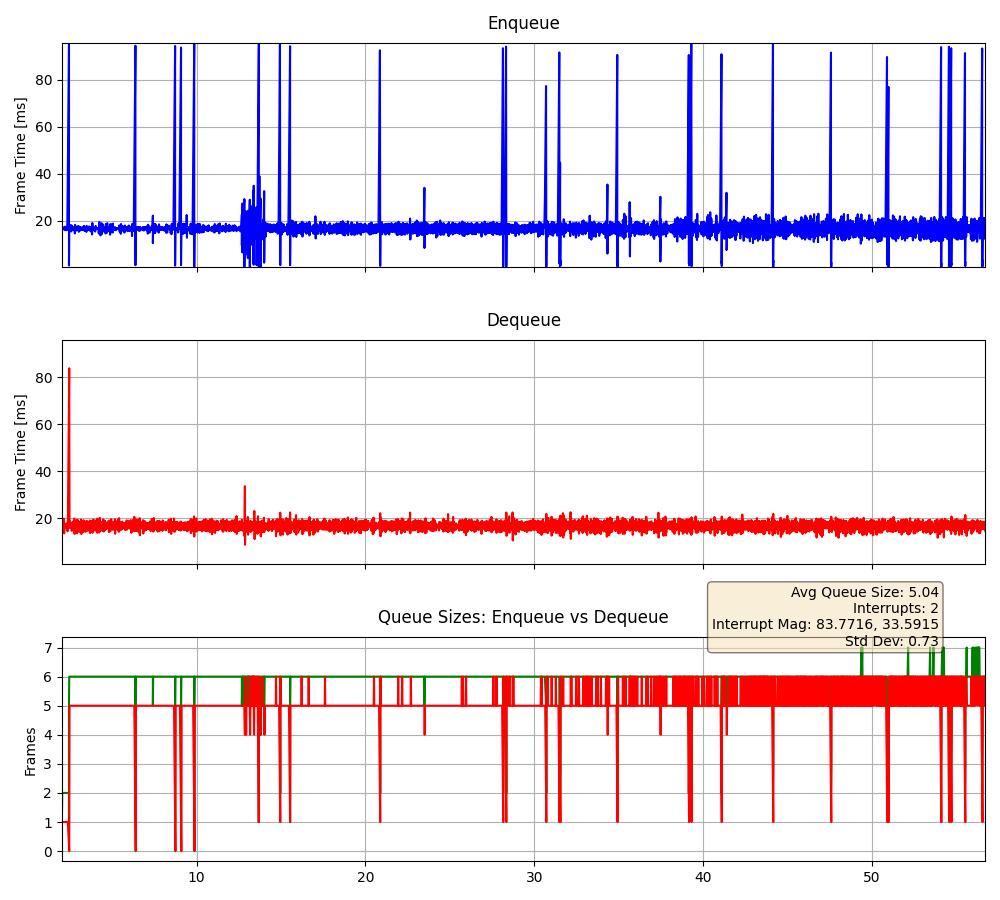 Enqueue
Frame Time [ms]
80
60
40
20
Dequeue
Frame Time [ms]
80
60
40
20
Avg Queue Size: 5.04
Interrupts: 2
Interrupt Mag: 83.7716, 33.5915
Std Dev: 0.73
Queue Sizes: Enqueue vs Dequeue
Frames
7
6
5
4
3
2
1
0
10 20 30 40 50